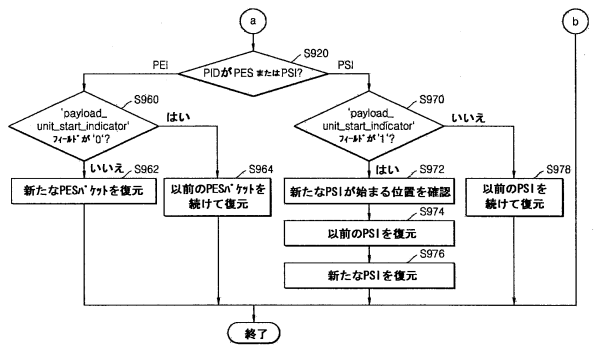 a
b
S920
PEI
PIDがPESまたはPSI?
PSI
S960
'payload_
unit_start_indicator'
フィールドが'0'?
はい
いいえ
S970
'payload_
unit_start_indicator'
フィールドが'1'?
いいえ
はい
S962
新たなPESパケットを復元
S964
以前のPESパケットを
続けて復元
S972
新たなPSIが始まる位置を確認
S978
以前のPSIを
続けて復元
S974
以前のPSIを復元
S976
新たなPSIを復元
終了